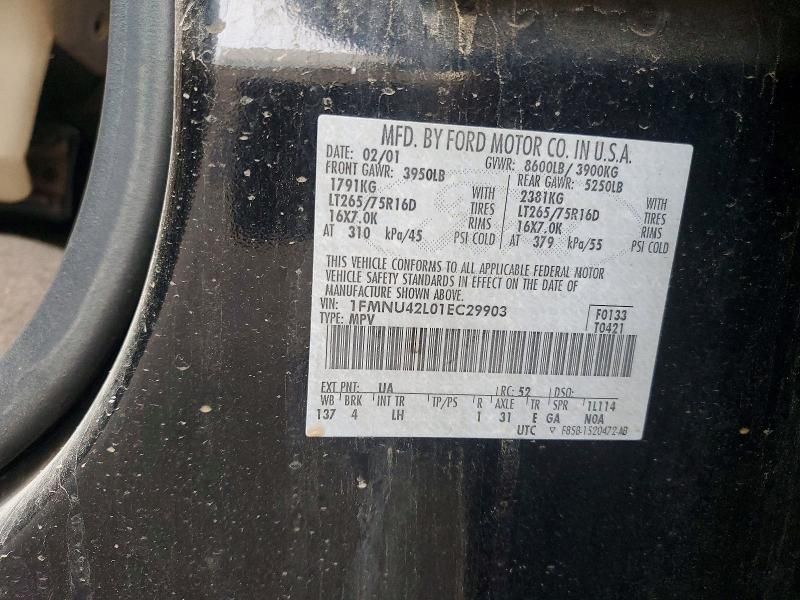 MFD. BY FORD MOTOR CO. IN U.S.A.
DATE: 02/01 GVWR: 8600LB/3900KG
FRONT GAWR: 3950LB REAR GAWR: 5250LB
1791KG WITH 2381KG WITH
LT265/75R16D TIRES LT265/75R16D TIRES
16X7.0K RIMS 16X7.0K RIMS
AT 310 kPa/45 PSI COLD AT 379 kPa/55 PSI COLD
THIS VEHICLE CONFORMS TO ALL APPLICABLE FEDERAL MOTOR
VEHICLE SAFETY STANDARDS IN EFFECT ON THE DATE OF
MANUFACTURE SHOWN ABOVE.
VIN: 1FMNU42L01EC29903 F0133
TYPE: MPV T0421
EXT PNT: UA RC: 52 DSO:
WB BRK INT TR TP/PS R AXLE TR SPR 1L114
137 4 LH 1 31 E GA N0A
UTC ▽ F85B-1520472-AB